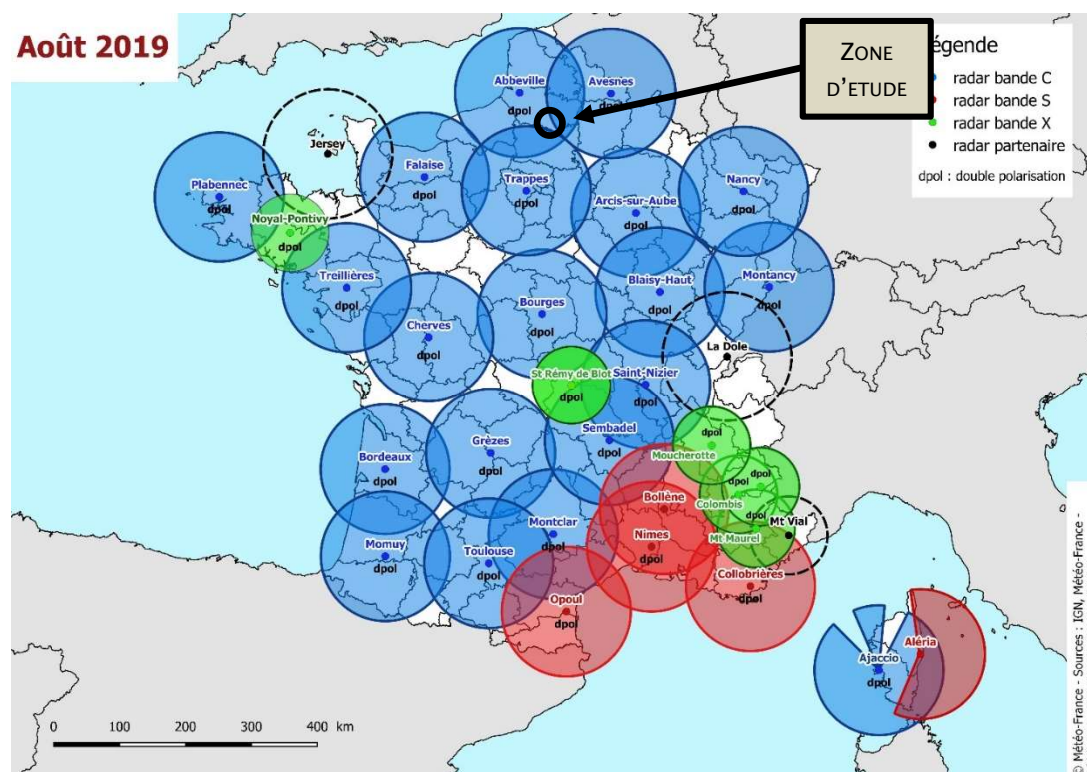 Août 2019
ZONE
D'ETUDE
égende
radar bande C
radar bande S
radar bande X
radar partenaire
dpol : double polarisation
Abbeville
dpol
Avesnes
dpol
Jersey
Falaise
dpol
Trappes
dpol
Nancy
dpol
Plabennec
dpol
Arcis-sur-Aube
dpol
Noyal-Pontivy
dpol
Treillières
dpol
Blaisy-Haut
dpol
Montancy
dpol
Bourges
dpol
Cherves
dpol
La Dole
St Rémy de Blot
dpol
Saint-Nizier
dpol
Sembadel
dpol
dpol
Moucherotte
Grèzes
dpol
Bordeaux
dpol
dpol
dpol
Colombis
dpol
Bollène
Mt Vial
Montclar
dpol
Nimes
dpol
Mt Maurel
Momuy
dpol
Toulouse
dpol
Collobrières
dpol
Opoul
dpol
Aléria
Ajaccio
dpol
0 100 200 300 400 km
© Météo-France - Sources : IGN, Météo-France -